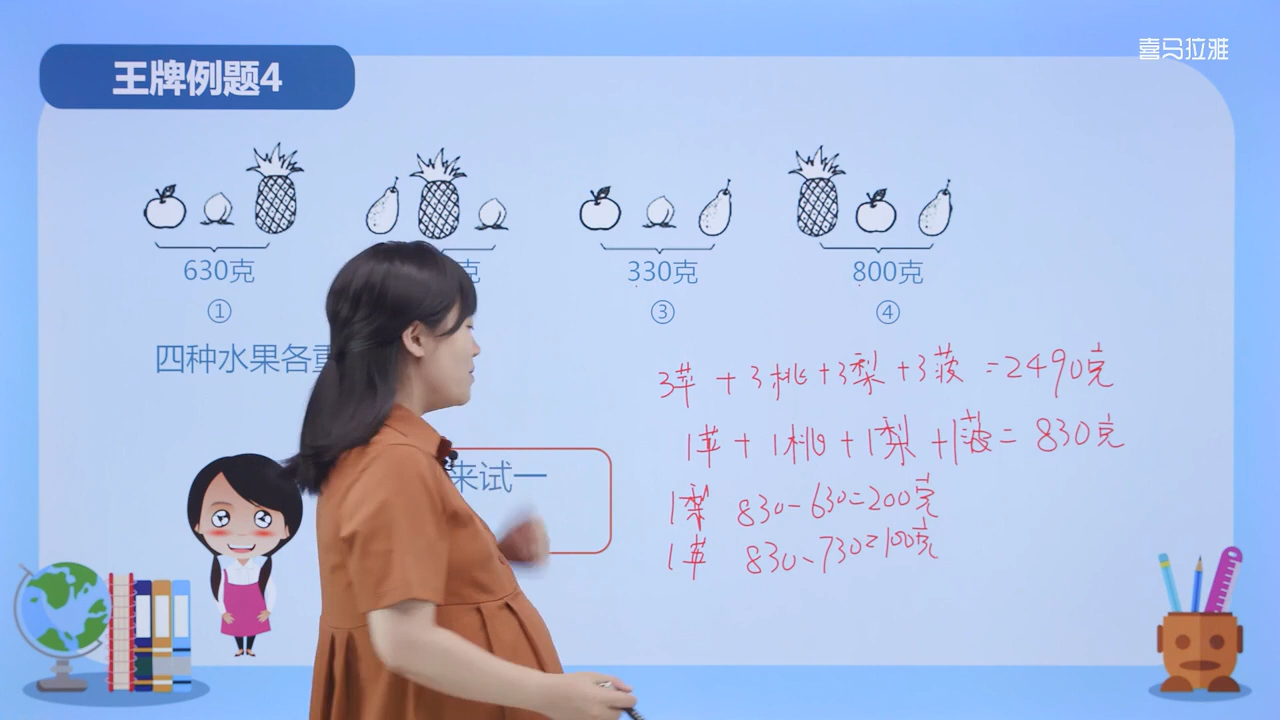 喜马拉雅
王牌例题4
630克
克
330克
800克
①
③
④
四种水果各重
3苹+3桃+3梨+3菠=2490克
1苹+1桃+1梨+1菠=830克
1梨 830-630=200克
1苹 830-730=100克
来试一